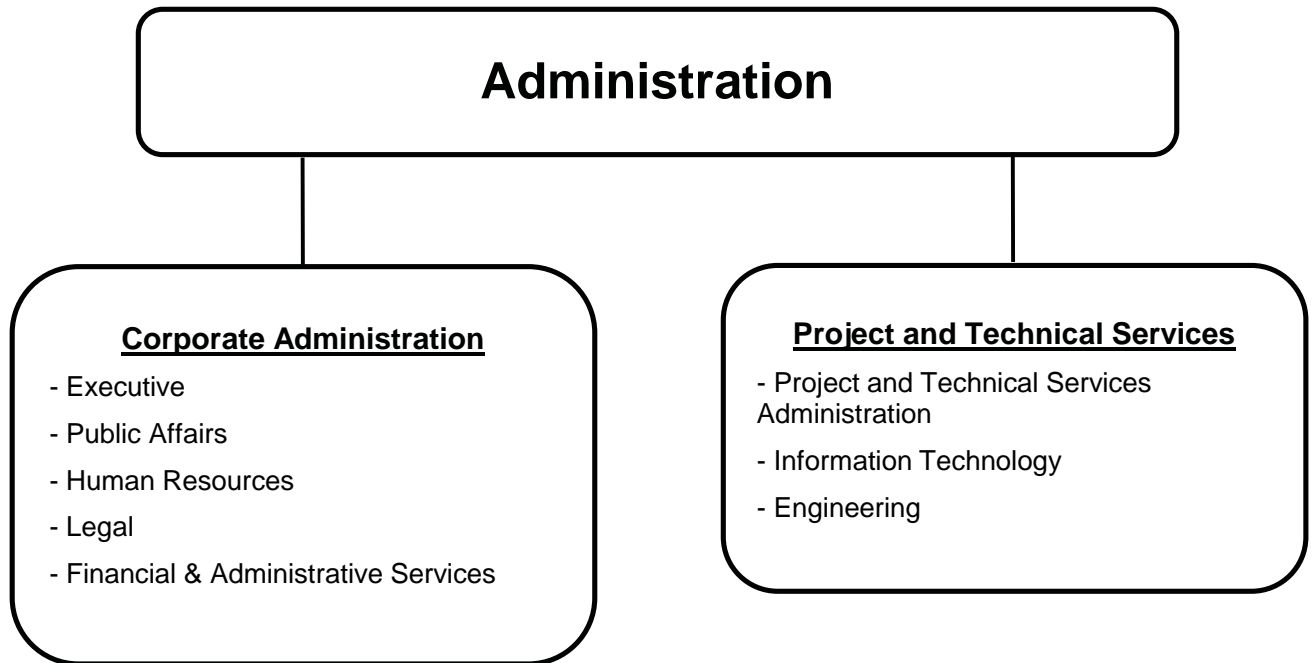 Administration
Corporate Administration
- Executive
- Public Affairs
- Human Resources
- Legal
- Financial & Administrative Services
Project and Technical Services
- Project and Technical Services
Administration
- Information Technology
- Engineering